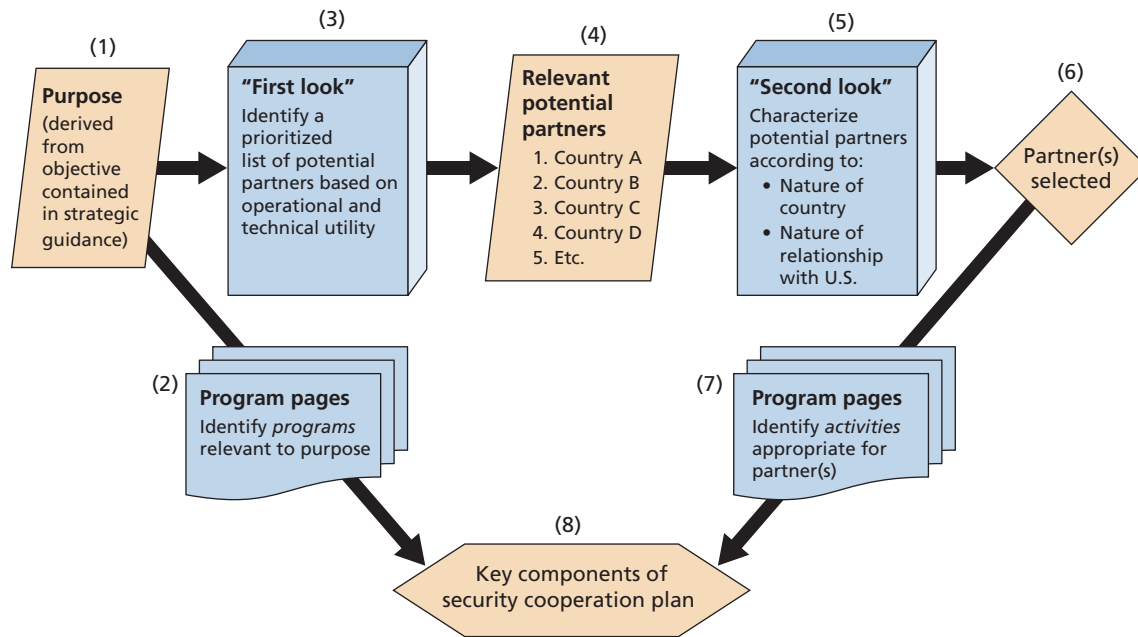 (1)
Purpose
(derived
from
objective
contained
in strategic
guidance)
(2)
Program pages
Identify programs
relevant to purpose
(3)
“First look”
Identify a
prioritized
list of potential
partners based on
operational and
technical utility
(4)
Relevant
potential
partners
1. Country A
2. Country B
3. Country C
4. Country D
5. Etc.
(5)
“Second look”
Characterize
potential partners
according to:
• Nature of
country
• Nature of
relationship
with U.S.
(6)
Partner(s)
selected
(7)
Program pages
Identify activities
appropriate for
partner(s)
(8)
Key components of
security cooperation plan